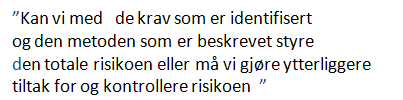 ”Kan vi med   de krav som er identifisert
og den metoden som er beskrevet styre
den totale risikoen eller må vi gjøre ytterliggere
tiltak for og kontrollere risikoen  ”